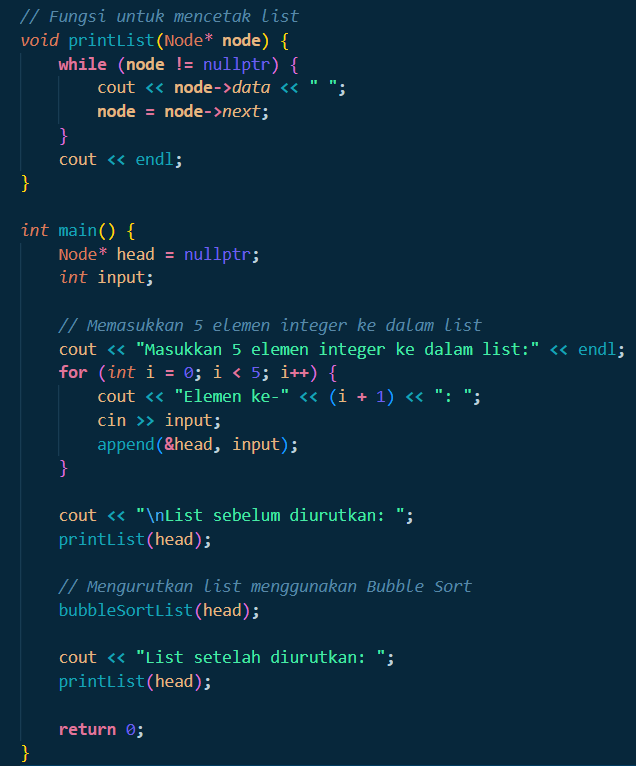 // Fungsi untuk mencetak list
void printList(Node* node) {
    while (node != nullptr) {
        cout << node->data << " ";
        node = node->next;
    }
    cout << endl;
}

int main() {
    Node* head = nullptr;
    int input;

    // Memasukkan 5 elemen integer ke dalam list
    cout << "Masukkan 5 elemen integer ke dalam list:" << endl;
    for (int i = 0; i < 5; i++) {
        cout << "Elemen ke-" << (i + 1) << ": ";
        cin >> input;
        append(&head, input);
    }

    cout << "\nList sebelum diurutkan: ";
    printList(head);

    // Mengurutkan list menggunakan Bubble Sort
    bubbleSortList(head);

    cout << "List setelah diurutkan: ";
    printList(head);

    return 0;
}